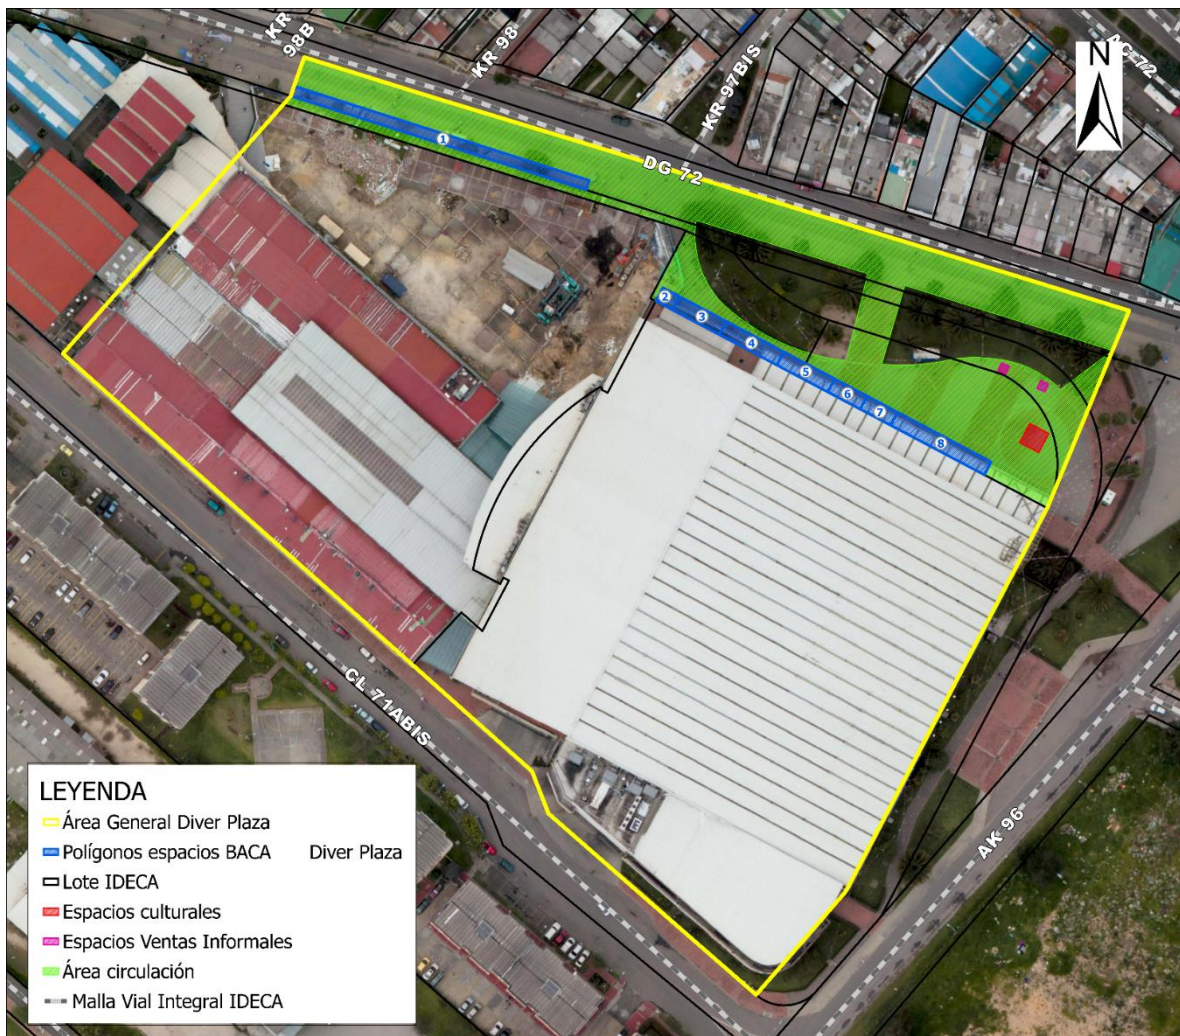 KR 98B
KR 98
KR 97BIS
AC 72
N
DG 72
1
2
3
4
5
6
7
8
CL 71ABIS
AK 96
LEYENDA
Área General Diver Plaza
Polígonos espacios BACA Diver Plaza
Lote IDECA
Espacios culturales
Espacios Ventas Informales
Área circulación
Malla Vial Integral IDECA